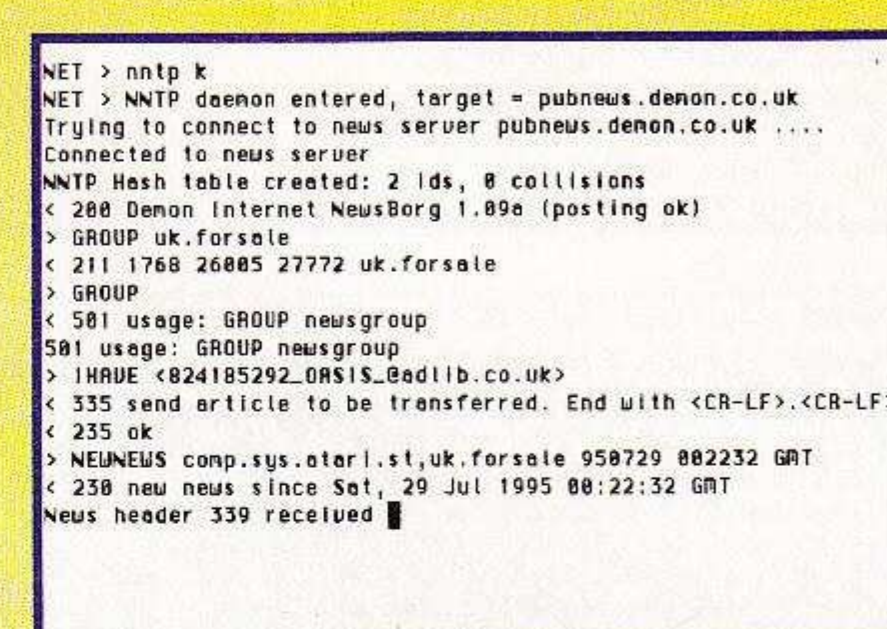 NET > nntp k
NET > NNTP daemon entered, target = pubnews.demon.co.uk
Trying to connect to news server pubnews.demon.co.uk ....
Connected to news server
NNTP Hash table created: 2 ids, 0 collisions
< 200 Demon Internet NewsBorg 1.09a (posting ok)
> GROUP uk.forsale
< 211 1768 26005 27772 uk.forsale
> GROUP
< 501 usage: GROUP newsgroup
501 usage: GROUP newsgroup
> IHAVE <824185292_OASIS_@adlib.co.uk>
< 335 send article to be transferred. End with <CR-LF>.<CR-LF>
< 235 ok
> NEWNEWS comp.sys.atari.st,uk.forsale 950729 002232 GMT
< 230 new news since Sat, 29 Jul 1995 00:22:32 GMT
News header 339 received